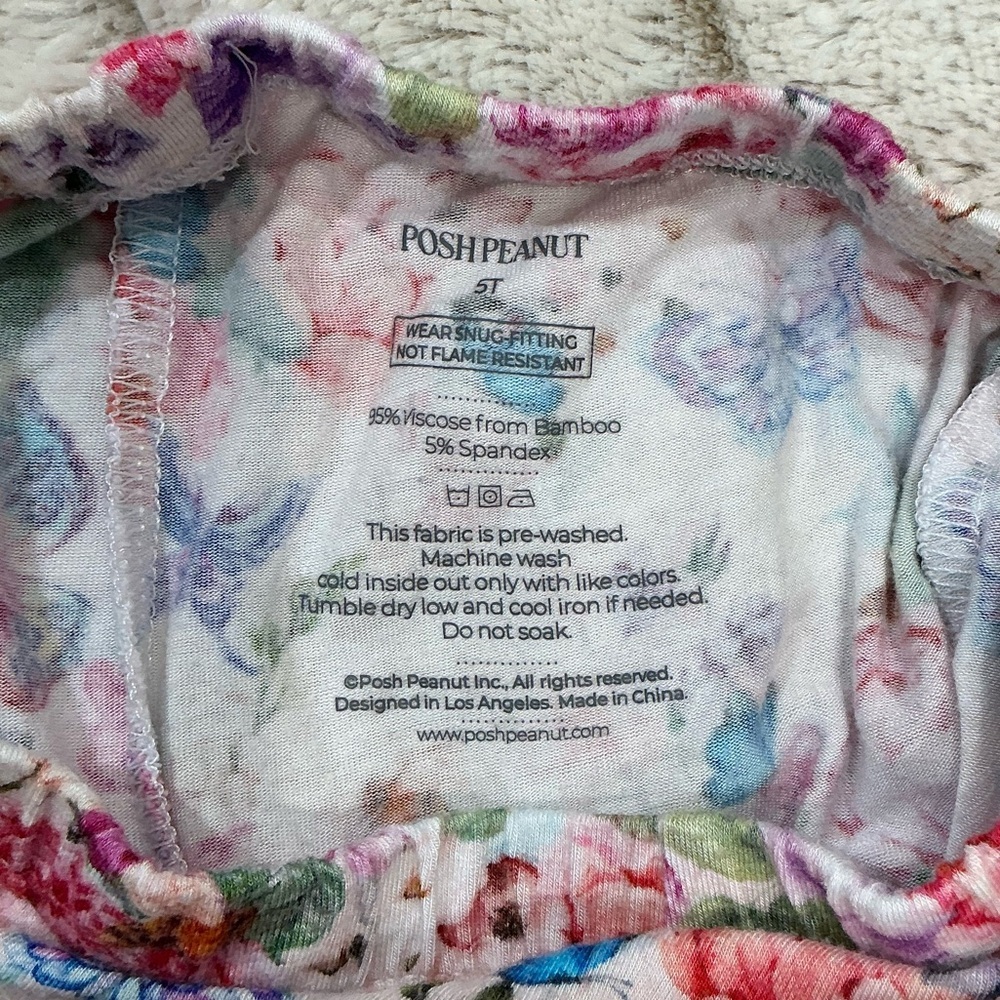 POSH PEANUT
5T
WEAR SNUG-FITTING
NOT FLAME RESISTANT
95% Viscose from Bamboo
5% Spandex
This fabric is pre-washed.
Machine wash
cold inside out only with like colors.
Tumble dry low and cool iron if needed.
Do not soak.
©Posh Peanut Inc., All rights reserved.
Designed in Los Angeles. Made in China.
www.poshpeanut.com